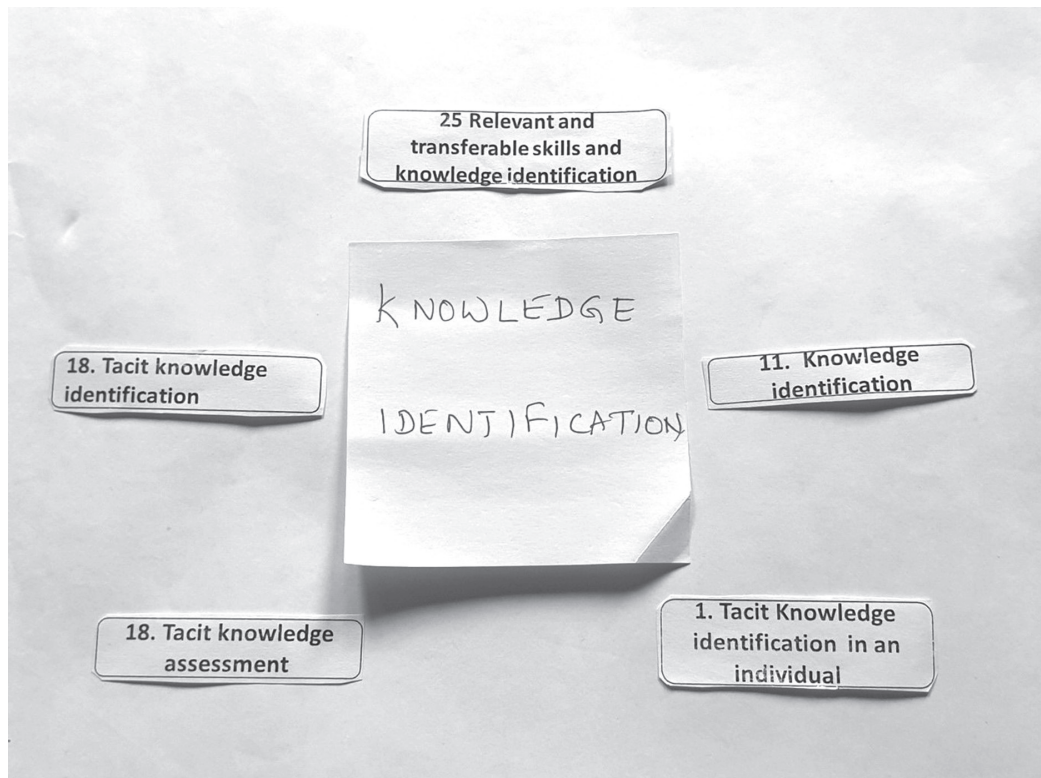 25 Relevant and
transferable skills and
knowledge identification
KNOWLEDGE
IDENTIFICATION
18. Tacit knowledge
identification
11. Knowledge
identification
18. Tacit knowledge
assessment
1. Tacit Knowledge
identification in an
individual